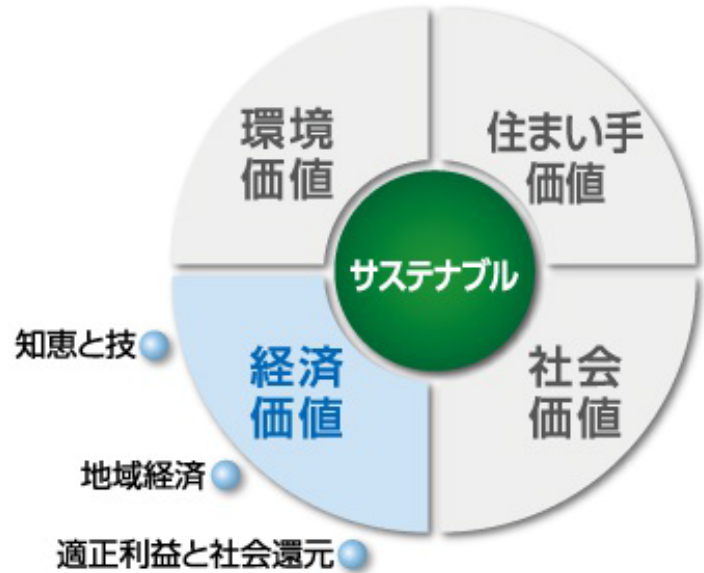 環境
価値
住まい手
価値
サステナブル
知恵と技
経済
価値
社会
価値
地域経済
適正利益と社会還元